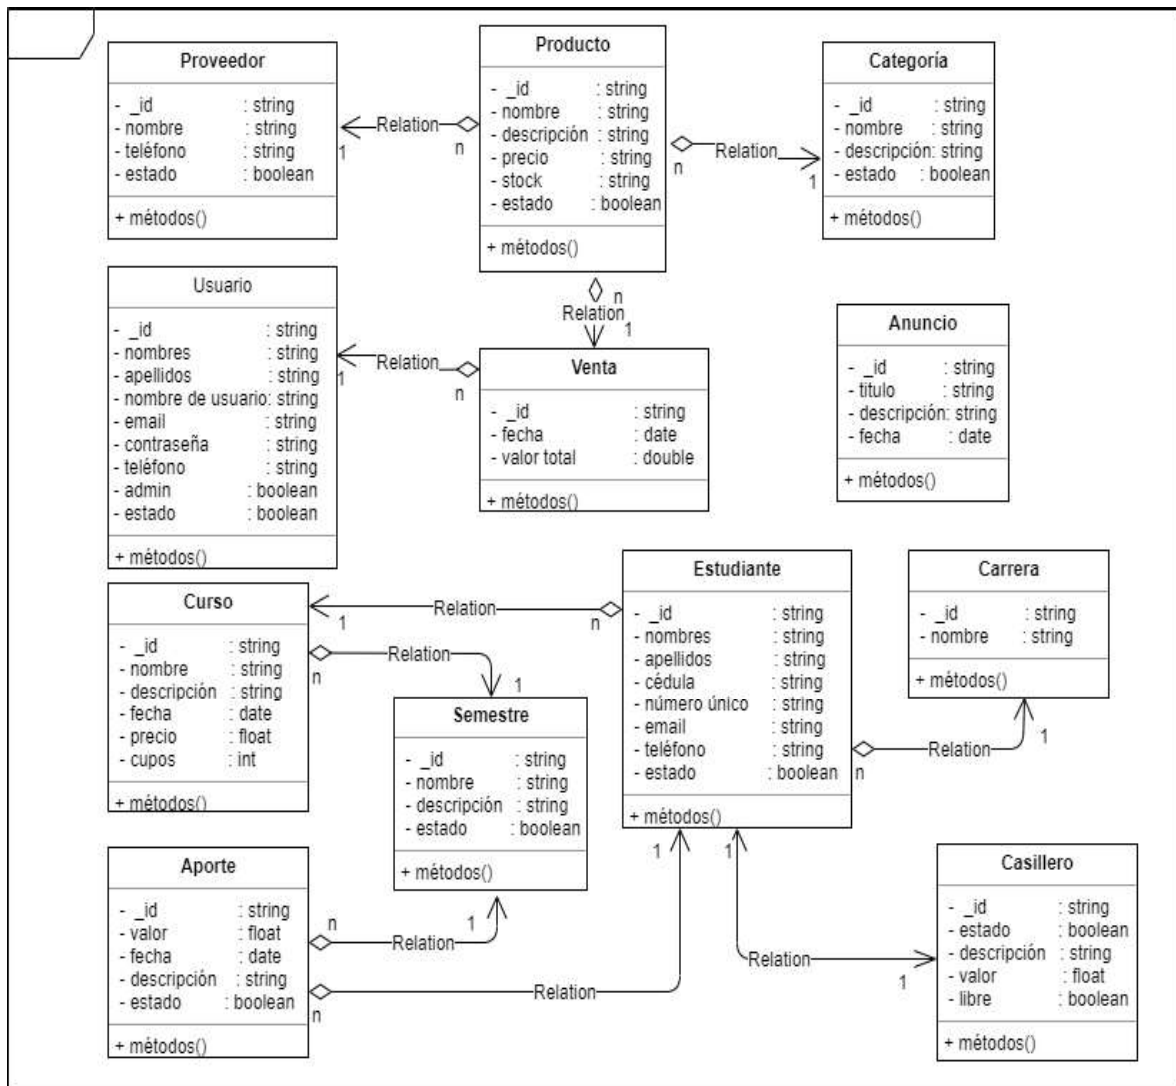 Proveedor
- _id : string
- nombre : string
- teléfono : string
- estado : boolean
+ métodos()
1
Relation
n
Producto
- _id : string
- nombre : string
- descripción : string
- precio : string
- stock : string
- estado : boolean
+ métodos()
n
Relation
1
Categoría
- _id : string
- nombre : string
- descripción: string
- estado : boolean
+ métodos()
n
Relation
1
Usuario
- _id : string
- nombres : string
- apellidos : string
- nombre de usuario: string
- email : string
- contraseña : string
- teléfono : string
- admin : boolean
- estado : boolean
+ métodos()
1
Relation
n
Venta
- _id : string
- fecha : date
- valor total : double
+ métodos()
Anuncio
- _id : string
- titulo : string
- descripción: string
- fecha : date
+ métodos()
Curso
- _id : string
- nombre : string
- descripción : string
- fecha : date
- precio : float
- cupos : int
+ métodos()
1
Relation
n
n
Relation
1
Estudiante
- _id : string
- nombres : string
- apellidos : string
- cédula : string
- número único : string
- email : string
- teléfono : string
- estado : boolean
+ métodos()
n
Relation
1
Carrera
- _id : string
- nombre : string
+ métodos()
Semestre
- _id : string
- nombre : string
- descripción : string
- estado : boolean
+ métodos()
Aporte
- _id : string
- valor : float
- fecha : date
- descripción : string
- estado : boolean
+ métodos()
n
Relation
1
n
Relation
1
1
Relation
1
Casillero
- _id : string
- estado : boolean
- descripción : string
- valor : float
- libre : boolean
+ métodos()